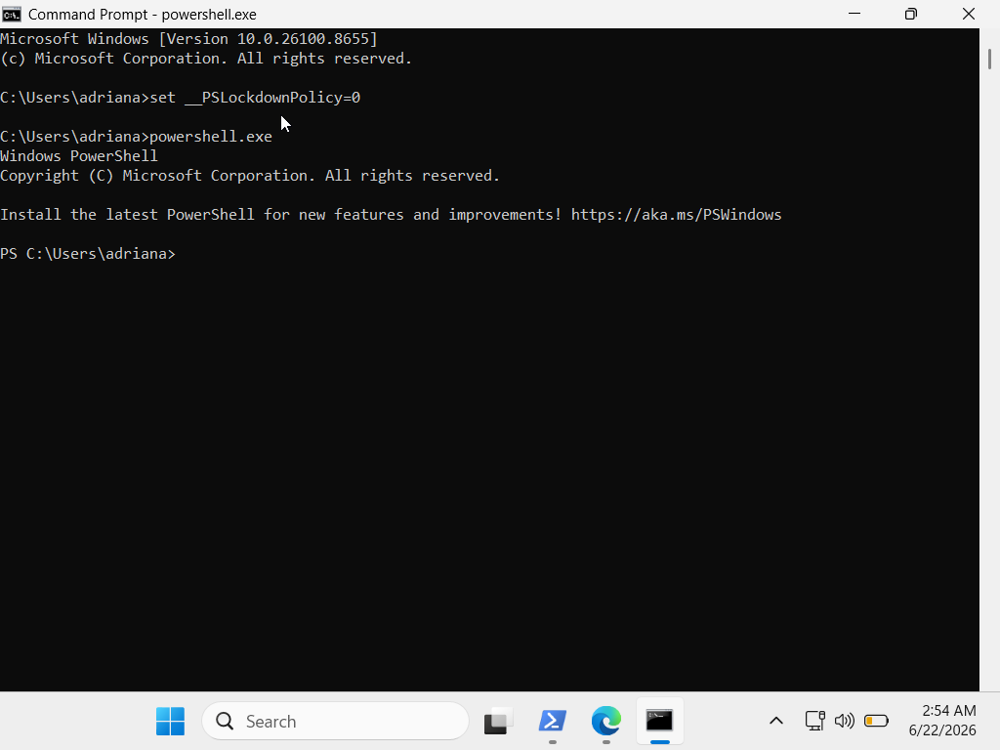 Command Prompt - powershell.exe
Microsoft Windows [Version 10.0.26100.8655]
(c) Microsoft Corporation. All rights reserved.
C:\Users\adriana>set __PSLockdownPolicy=0
C:\Users\adriana>powershell.exe
Windows PowerShell
Copyright (C) Microsoft Corporation. All rights reserved.
Install the latest PowerShell for new features and improvements! https://aka.ms/PSWindows
PS C:\Users\adriana>
Search
2:54 AM
6/22/2026